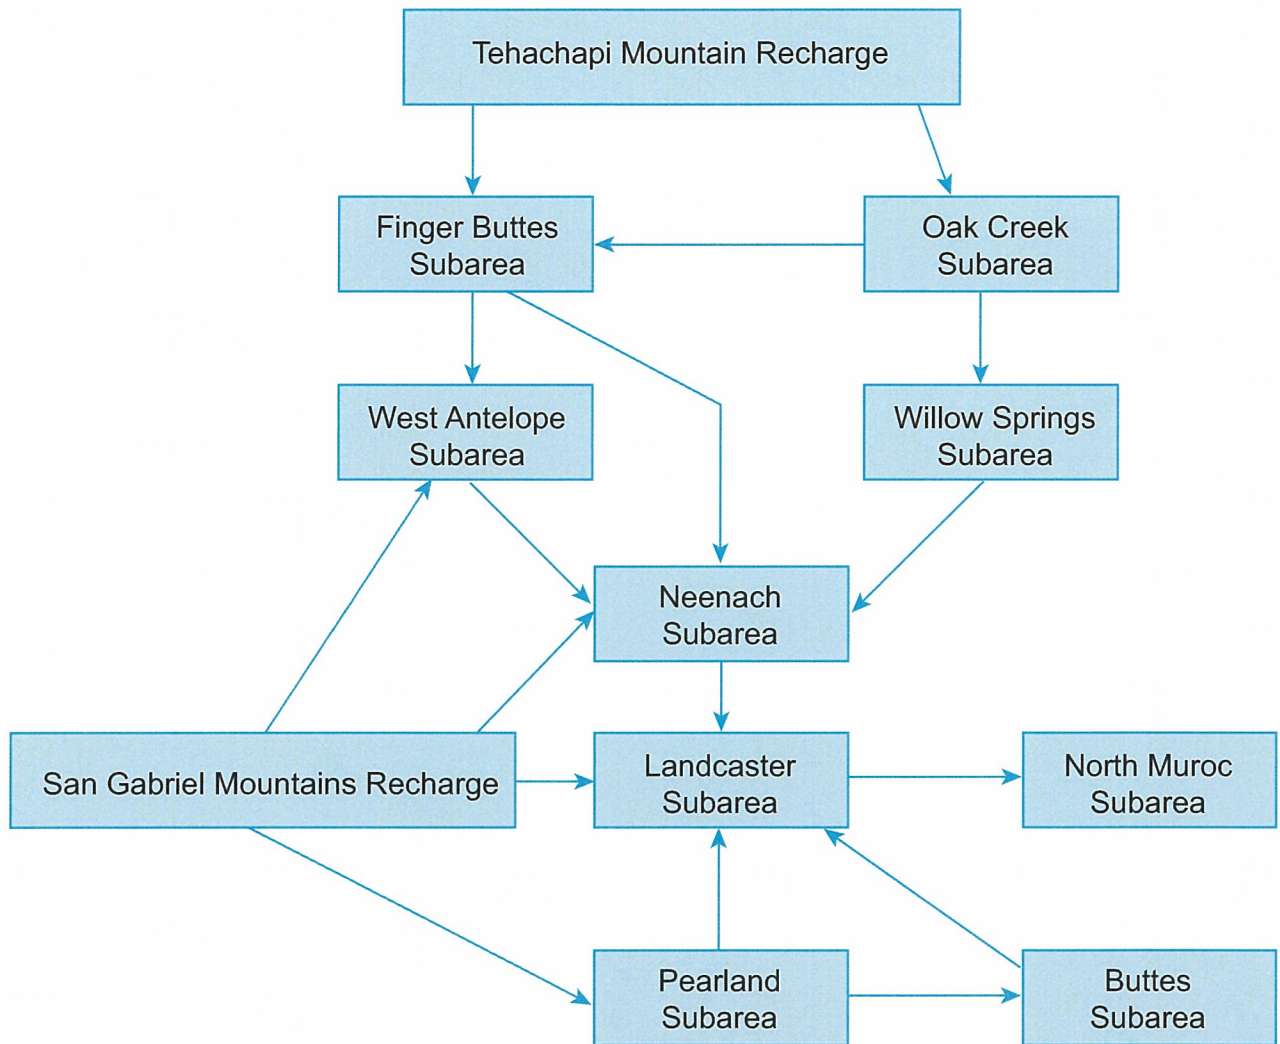 Tehachapi Mountain Recharge
Finger Buttes
Subarea
Oak Creek
Subarea
West Antelope
Subarea
Willow Springs
Subarea
Neenach
Subarea
San Gabriel Mountains Recharge
Landcaster
Subarea
North Muroc
Subarea
Pearland
Subarea
Buttes
Subarea